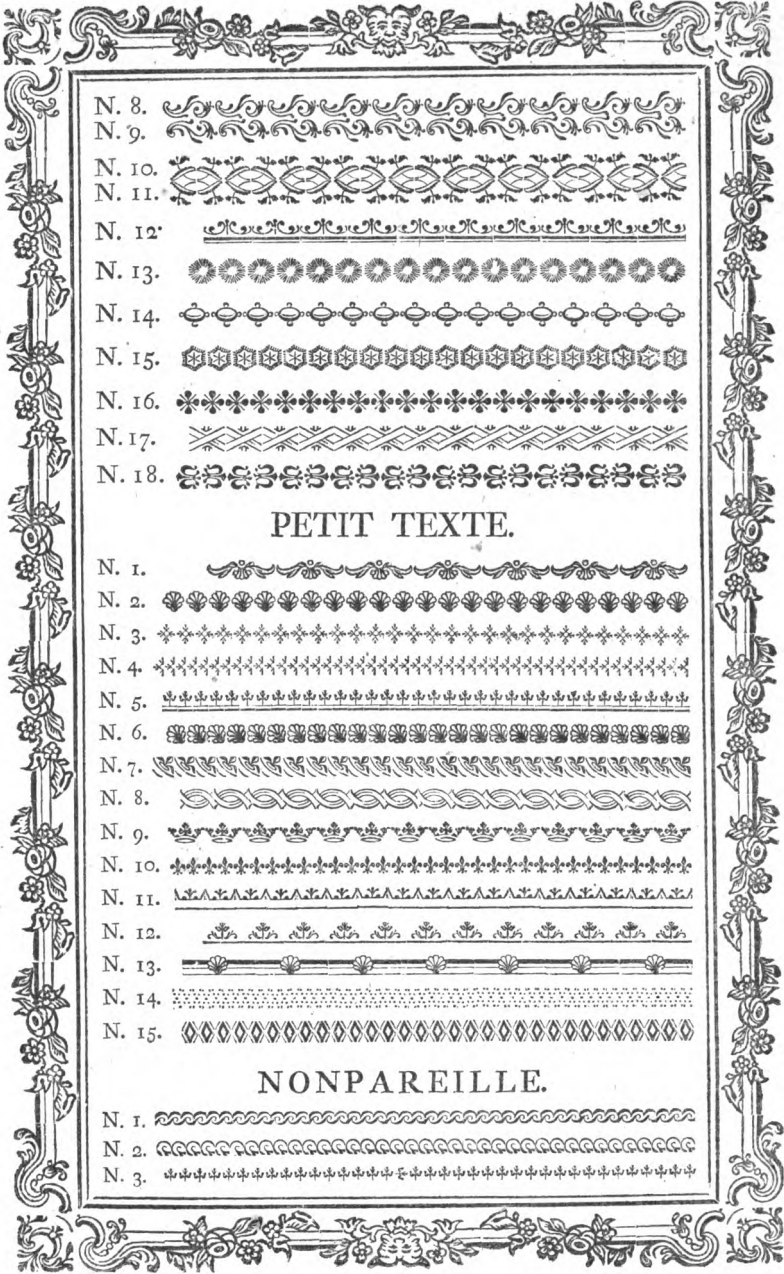 N. 8.
N. 9.
N. 10.
N. 11.
N. 12.
N. 13.
N. 14.
N. 15.
N. 16.
N. 17.
N. 18.
PETIT TEXTE.
N. 1.
N. 2.
N. 3.
N. 4.
N. 5.
N. 6.
N. 7.
N. 8.
N. 9.
N. 10.
N. 11.
N. 12.
N. 13.
N. 14.
N. 15.
NONPAREILLE.
N. 1.
N. 2.
N. 3.